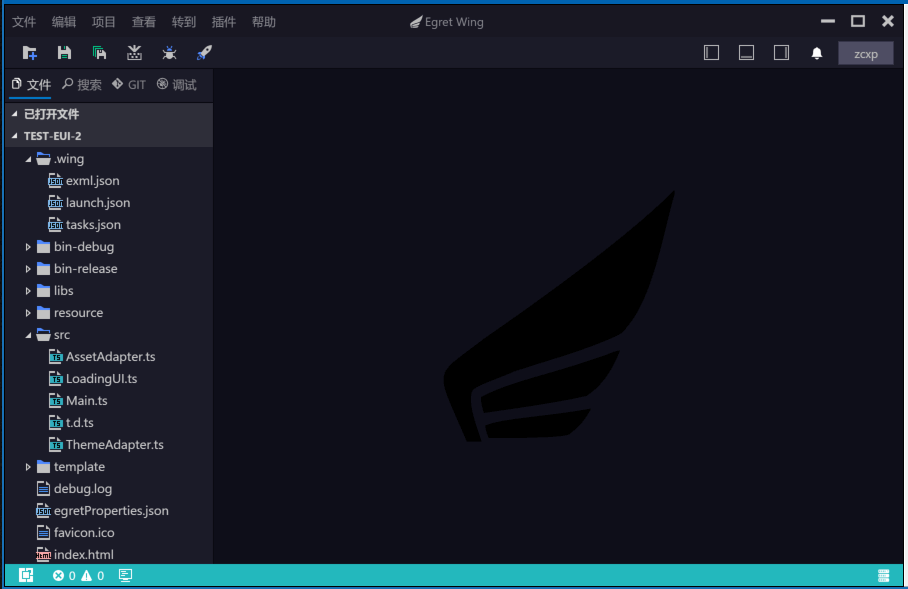 文件 编辑 项目 查看 转到 插件 帮助 Egret Wing
zcxp
文件 搜索 GIT 调试
已打开文件
TEST-EUI-2
.wing
exml.json
launch.json
tasks.json
bin-debug
bin-release
libs
resource
src
AssetAdapter.ts
LoadingUI.ts
Main.ts
t.d.ts
ThemeAdapter.ts
template
debug.log
egretProperties.json
favicon.ico
index.html
0 0